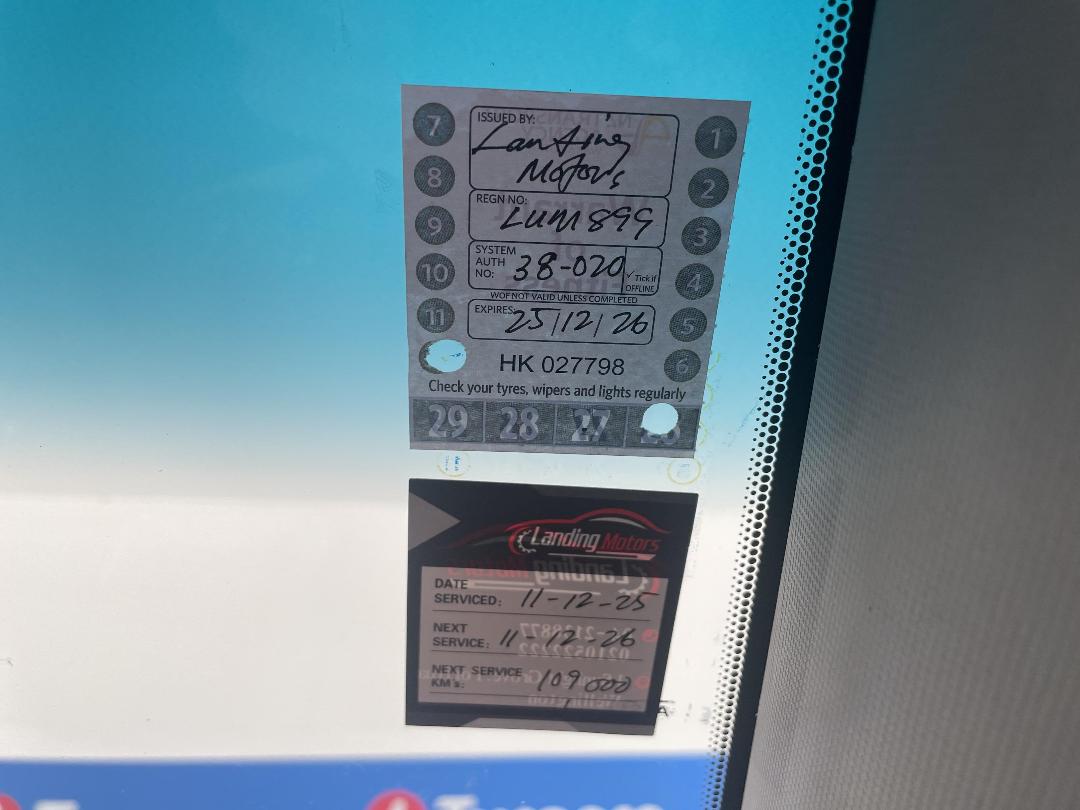 7
8
9
10
11
ISSUED BY:
Landing
Motors
REGN NO:
LUM899
SYSTEM
AUTH
NO: 38-020
✓ Tick if
OFFLINE
WOF NOT VALID UNLESS COMPLETED
EXPIRES: 25/12/26
HK 027798
1
2
3
4
5
6
Check your tyres, wipers and lights regularly
29 28 27
Landing Motors
DATE
SERVICED: 11-12-25
NEXT
SERVICE: 11-12-26
NEXT SERVICE
KM's: 109000